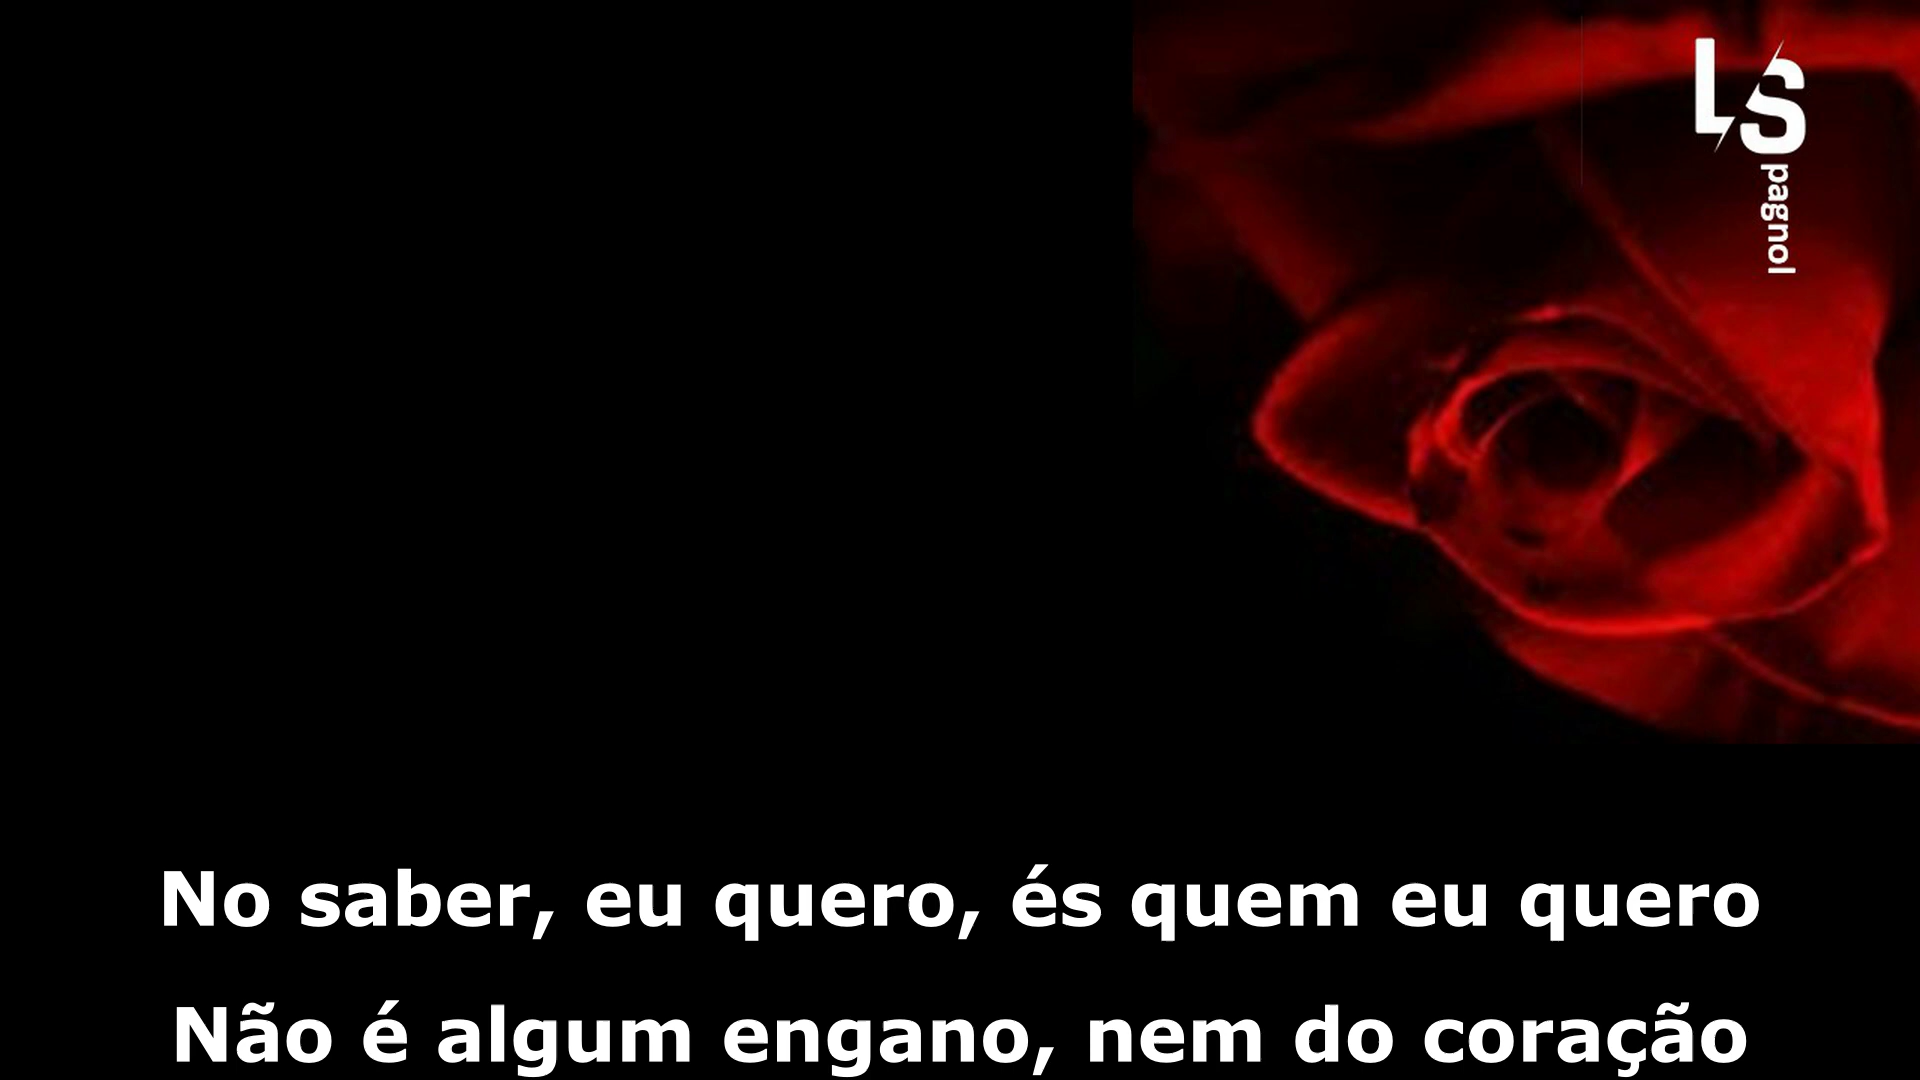 LS
pagnol
No saber, eu quero, és quem eu quero
Não é algum engano, nem do coração